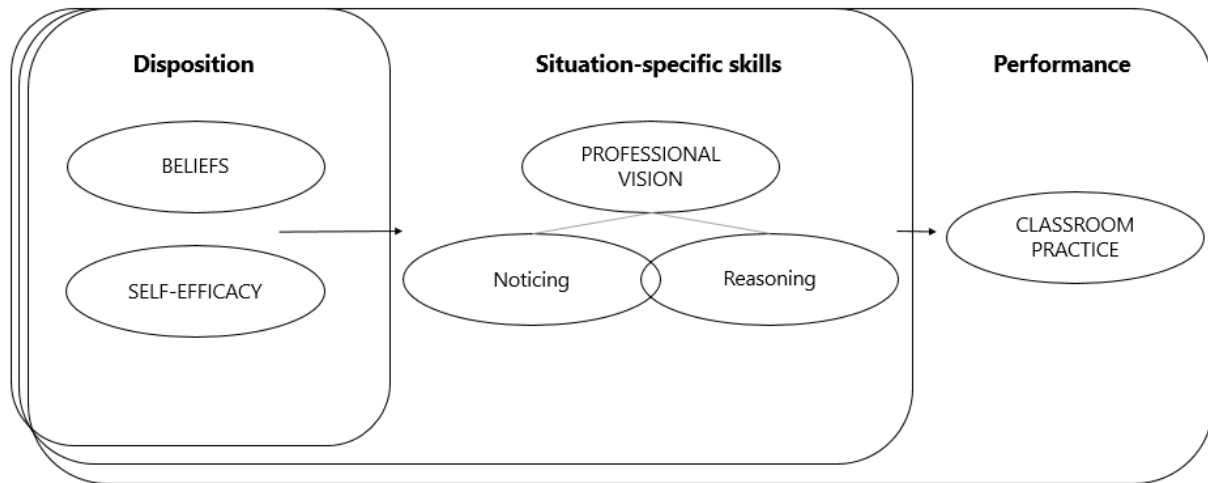 Disposition
Situation-specific skills
Performance
BELIEFS
SELF-EFFICACY
PROFESSIONAL
VISION
Noticing
Reasoning
CLASSROOM
PRACTICE